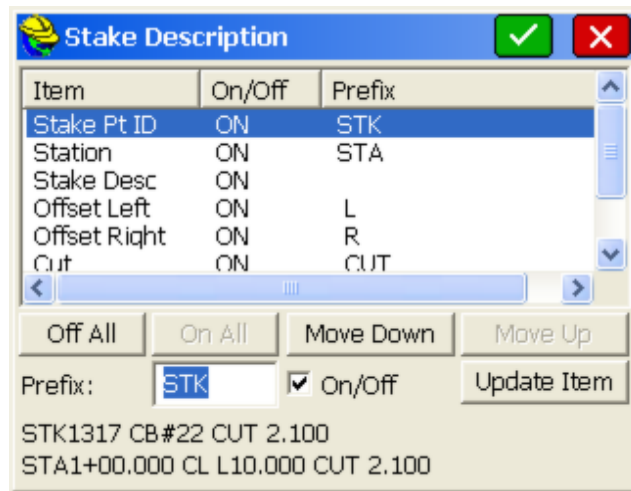 Stake Description
Item On/Off Prefix
Stake Pt ID ON STK
Station ON STA
Stake Desc ON
Offset Left ON L
Offset Right ON R
Cut ON CUT
Off All On All Move Down Move Up
Prefix: STK On/Off Update Item
STK1317 CB#22 CUT 2.100
STA1+00.000 CL L10.000 CUT 2.100